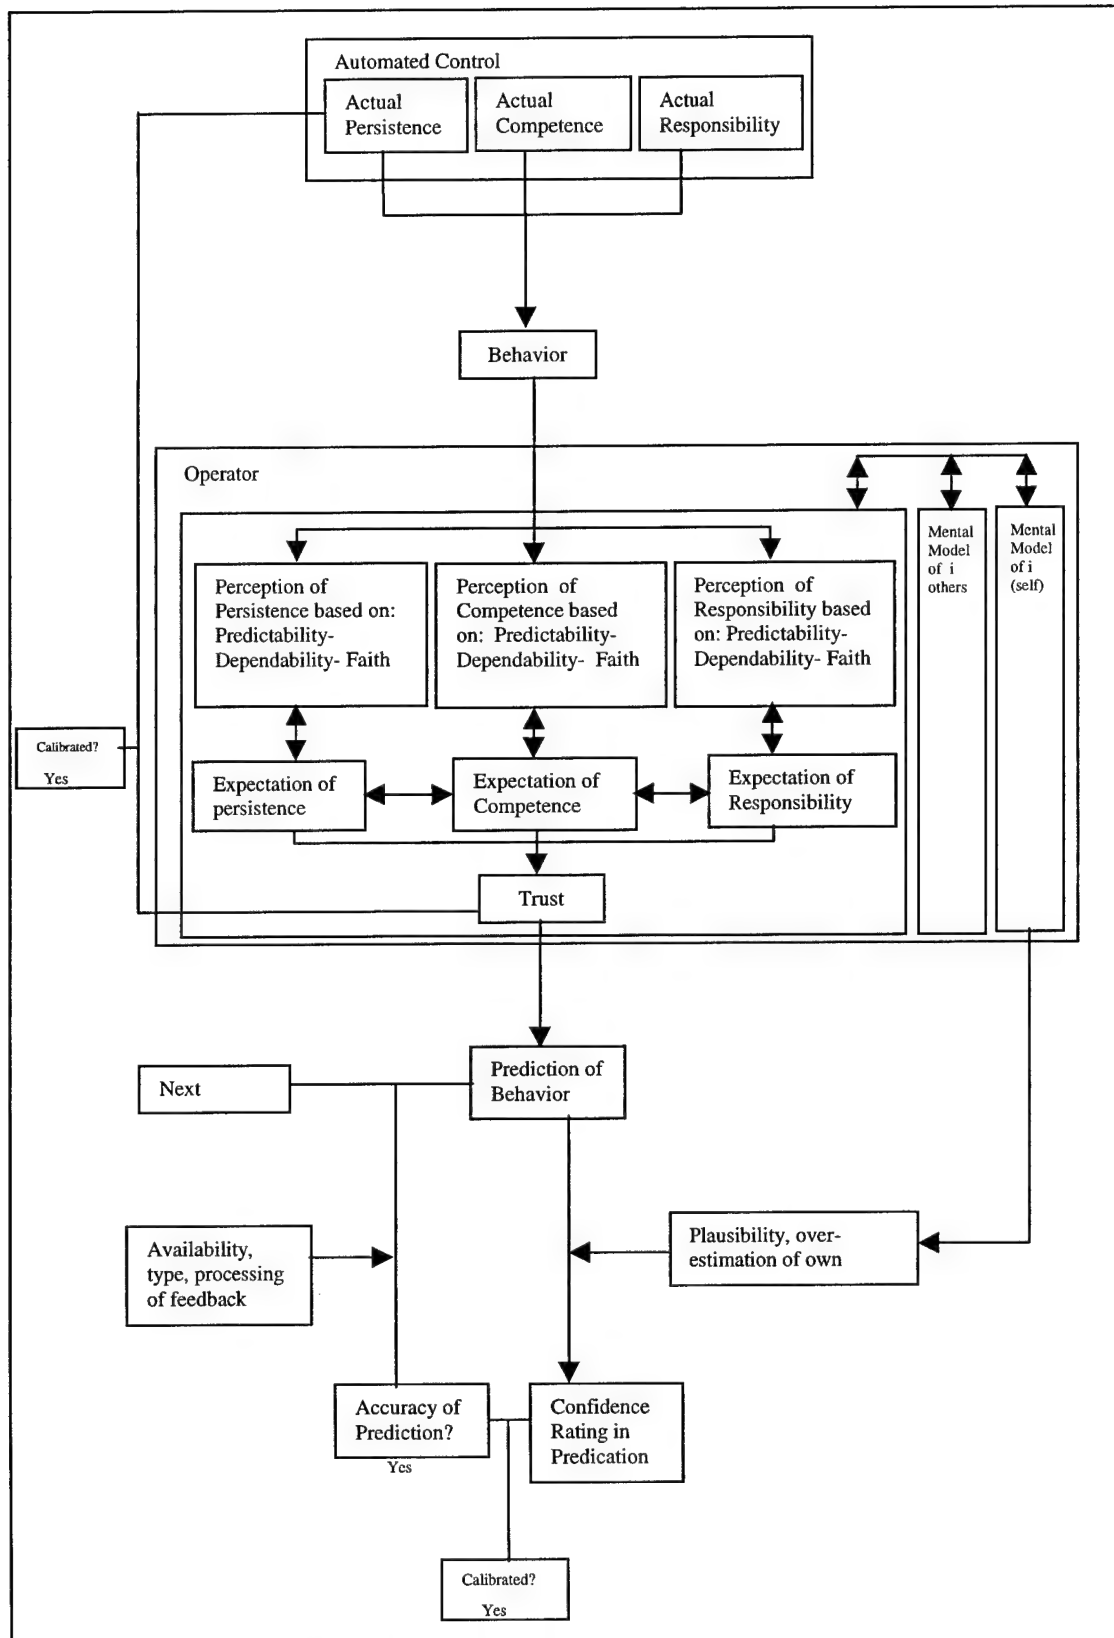 Automated Control
Actual
Persistence
Actual
Competence
Actual
Responsibility
Behavior
Operator
Mental
Model
of i
others
Mental
Model
of i
(self)
Perception of
Persistence based on:
Predictability-
Dependability- Faith
Perception of
Competence based
on: Predictability-
Dependability- Faith
Perception of
Responsibility based
on: Predictability-
Dependability- Faith
Calibrated?
Yes
Expectation of
persistence
Expectation of
Competence
Expectation of
Responsibility
Trust
Next
Prediction of
Behavior
Availability,
type, processing
of feedback
Plausibility, over-
estimation of own
Accuracy of
Prediction?
Yes
Confidence
Rating in
Predication
Calibrated?
Yes